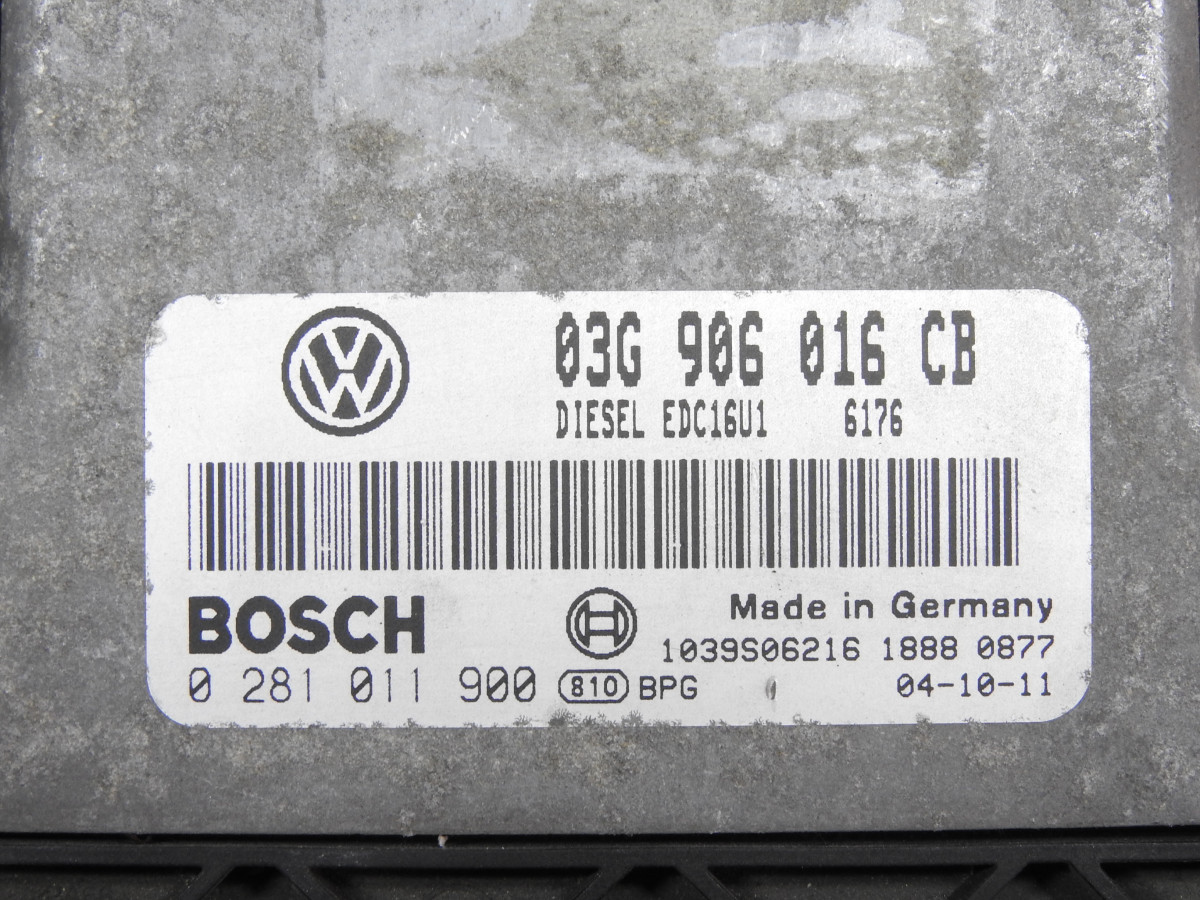 03G 906 016 CB
DIESEL EDC16U1 6176
BOSCH
Made in Germany
1039S06216 1888 0877
0 281 011 900 810 BPG 04-10-11